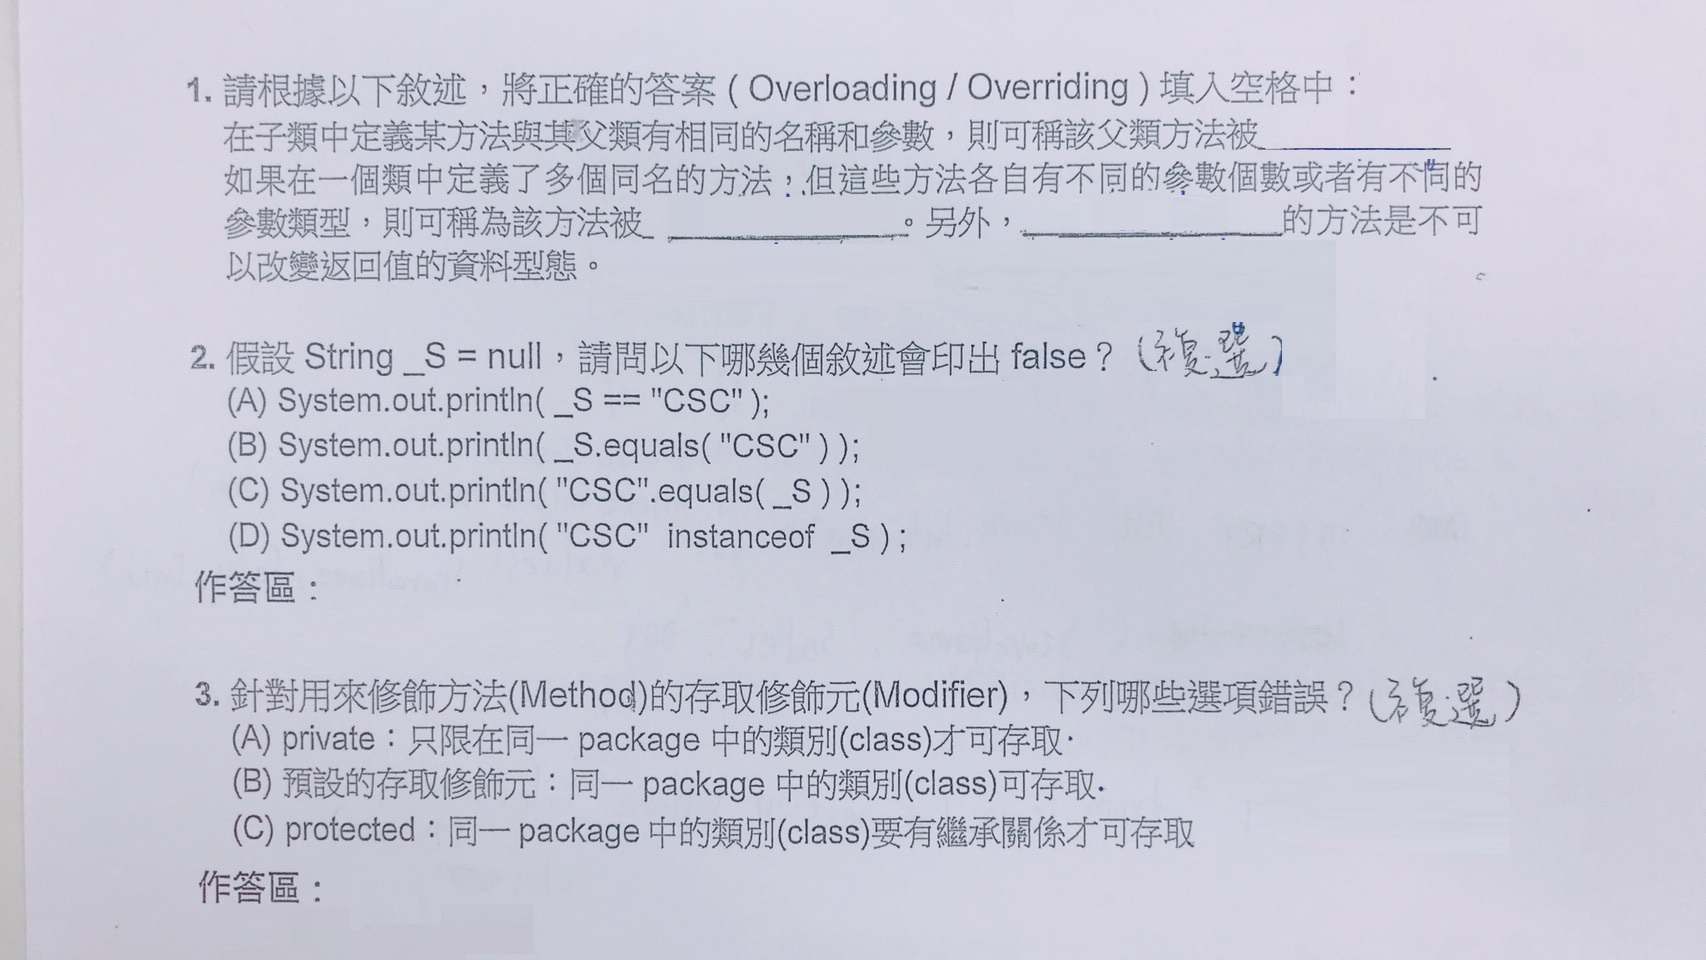 1. 請根據以下敘述，將正確的答案 ( Overloading / Overriding ) 填入空格中：
在子類中定義某方法與其父類有相同的名稱和參數，則可稱該父類方法被
如果在一個類中定義了多個同名的方法，但這些方法各自有不同的參數個數或者有不同的
參數類型，則可稱為該方法被 。另外， 的方法是不可
以改變返回值的資料型態。
2. 假設 String _S = null，請問以下哪幾個敘述會印出 false？ (複選)
(A) System.out.println( _S == "CSC" );
(B) System.out.println( _S.equals( "CSC" ) );
(C) System.out.println( "CSC".equals( _S ) );
(D) System.out.println( "CSC" instanceof _S ) ;
作答區：
3. 針對用來修飾方法(Method)的存取修飾元(Modifier)，下列哪些選項錯誤？ (複選)
(A) private：只限在同一 package 中的類別(class)才可存取
(B) 預設的存取修飾元：同一 package 中的類別(class)可存取
(C) protected：同一 package 中的類別(class)要有繼承關係才可存取
作答區：